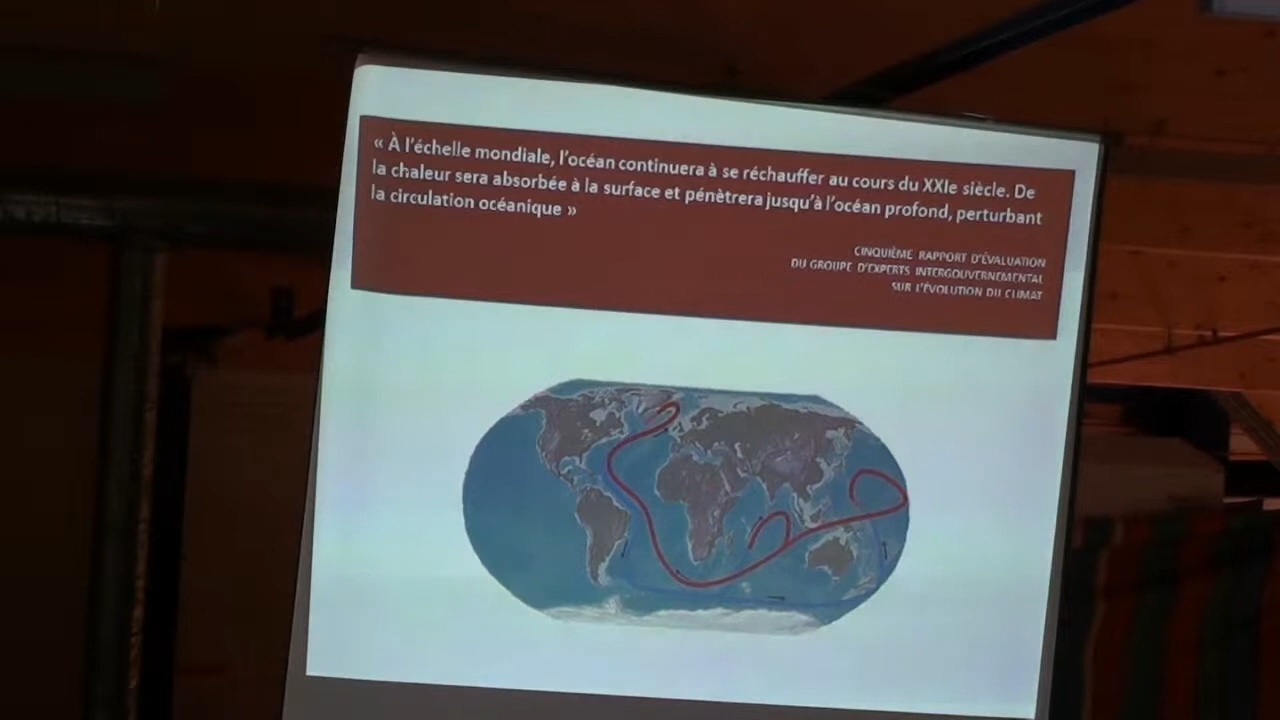 « À l'échelle mondiale, l'océan continuera à se réchauffer au cours du XXIe siècle. De
la chaleur sera absorbée à la surface et pénètrera jusqu'à l'océan profond, perturbant
la circulation océanique »
CINQUIÈME RAPPORT D'ÉVALUATION
DU GROUPE D'EXPERTS INTERGOUVERNEMENTAL
SUR L'ÉVOLUTION DU CLIMAT